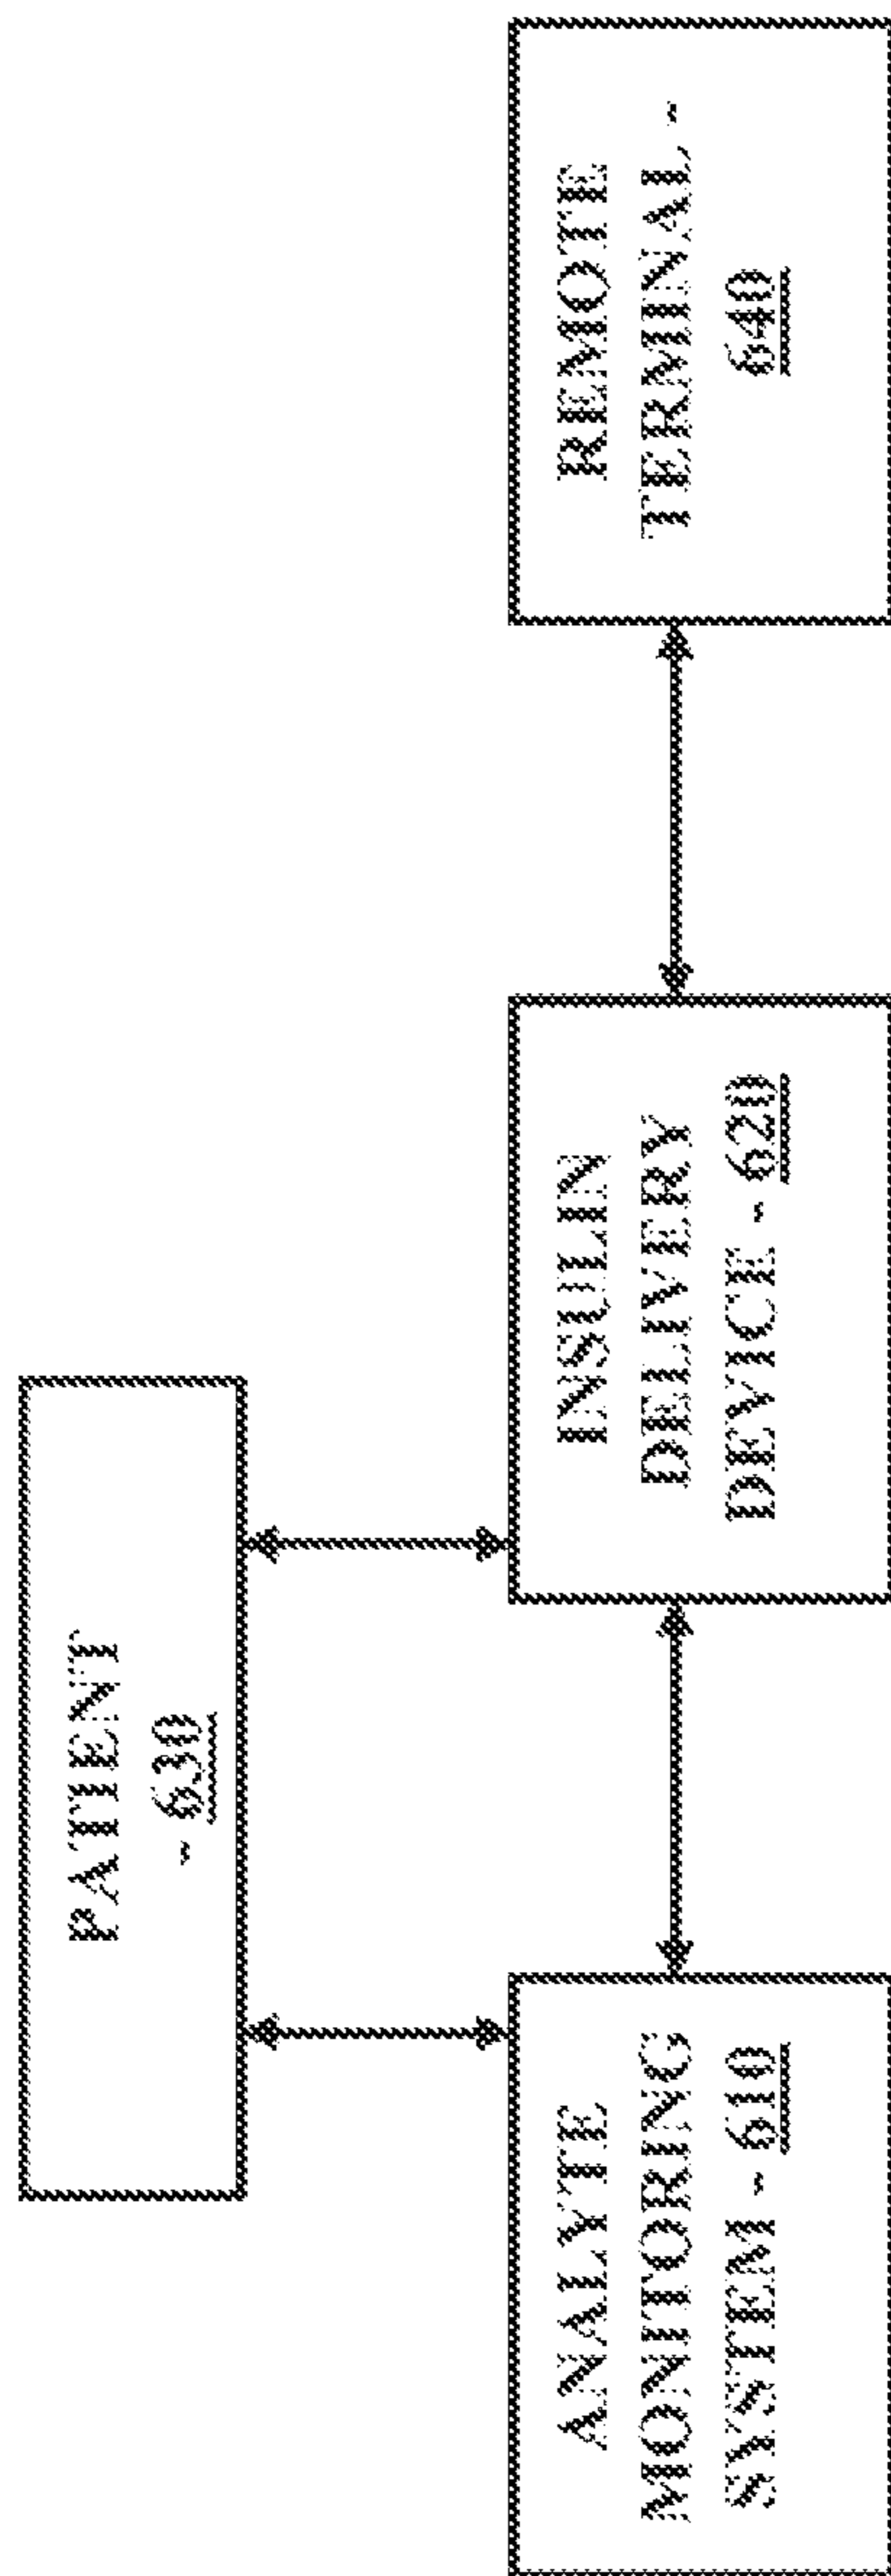 PATIENT
- 630
ANALYTE
MONITORING
SYSTEM - 610
INSULIN
DELIVERY
DEVICE - 620
REMOTE
TERMINAL -
640